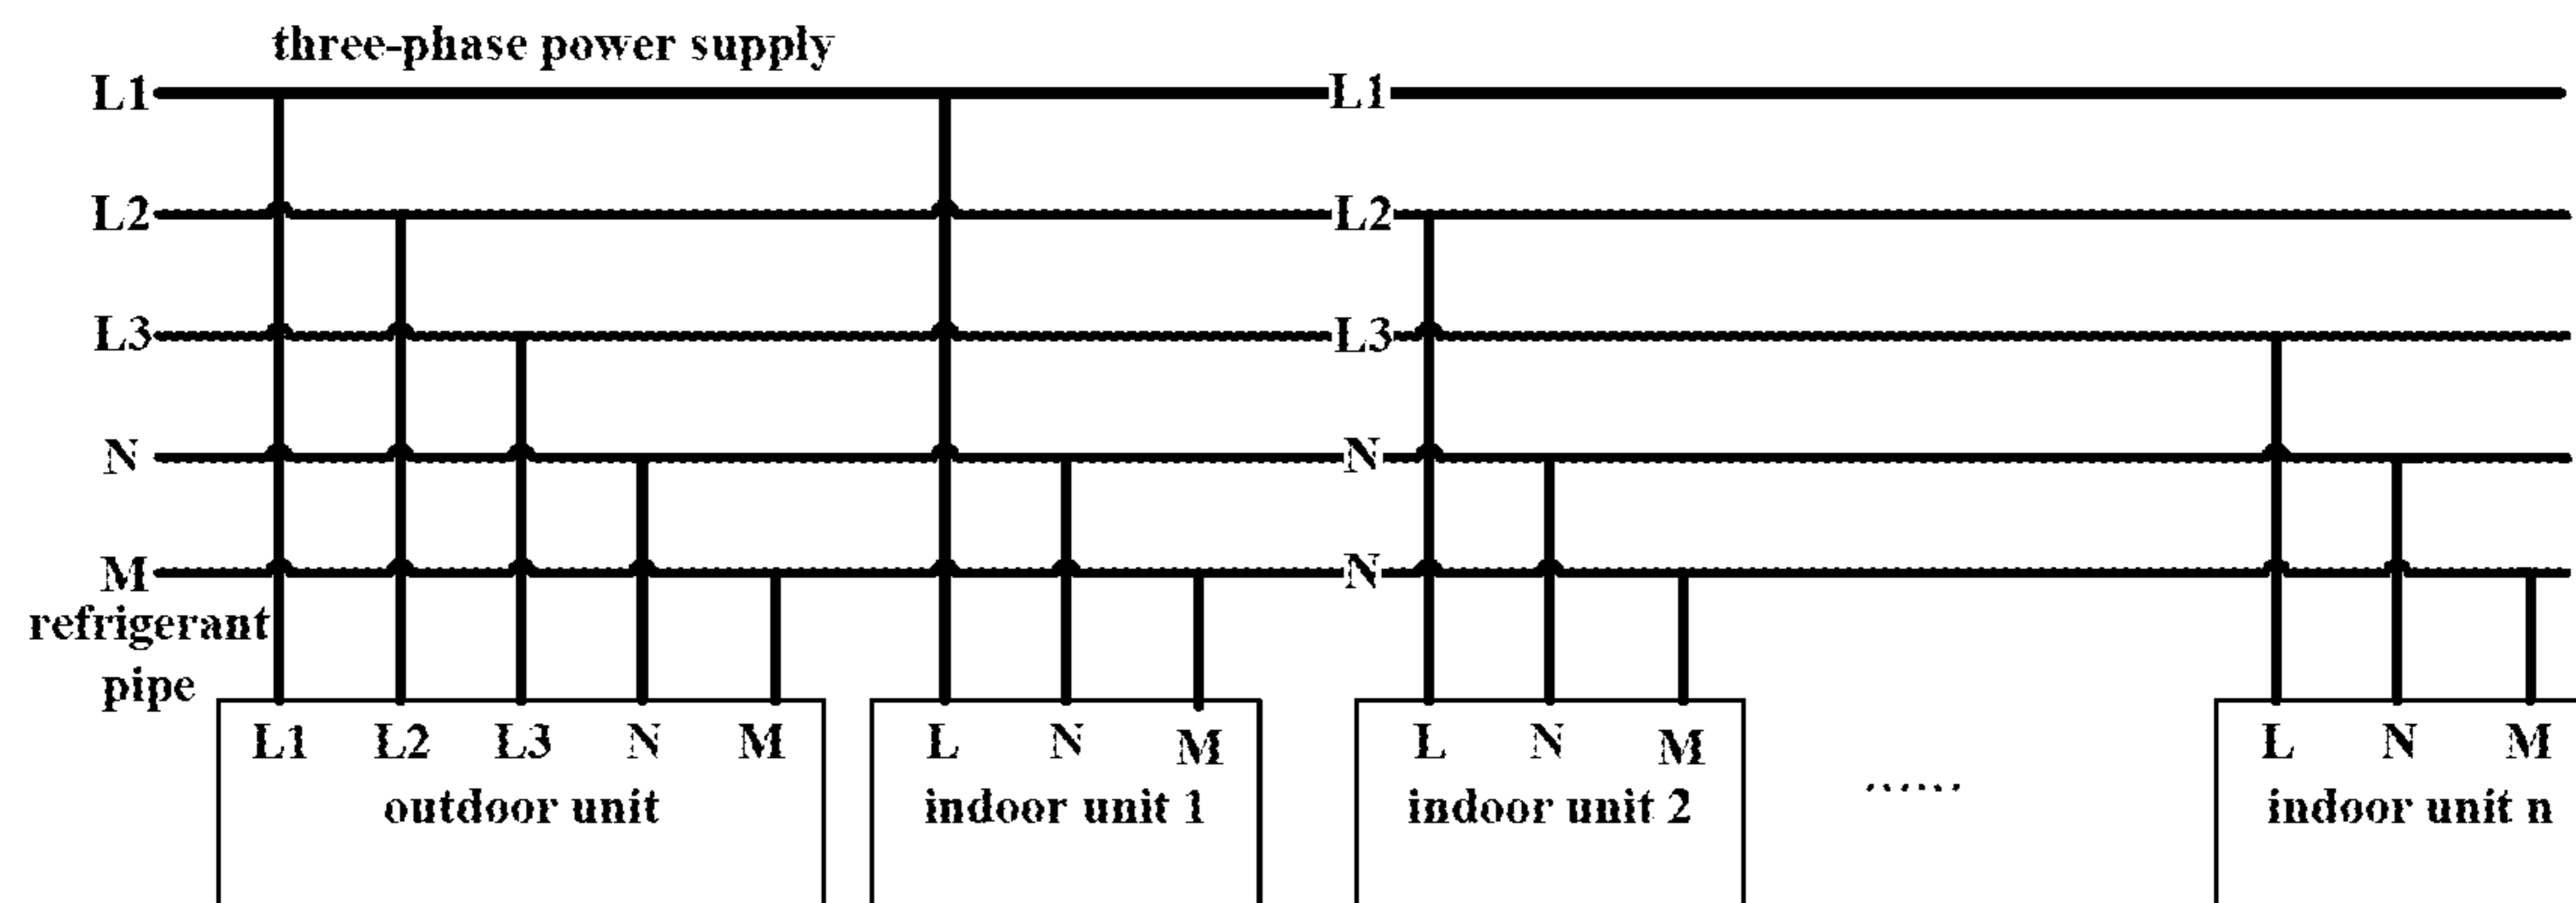 three-phase power supply
L1 L1
L2 L2
L3 L3
N N
M N
refrigerant
pipe
L1 L2 L3 N M L N M L N M L N M
outdoor unit indoor unit 1 indoor unit 2 ...... indoor unit n